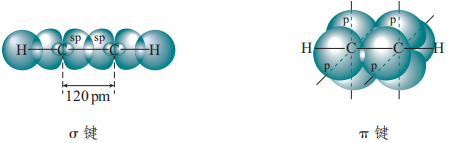 H C sp sp C H
120 pm
σ 键
p p
H C C H
p p
π 键